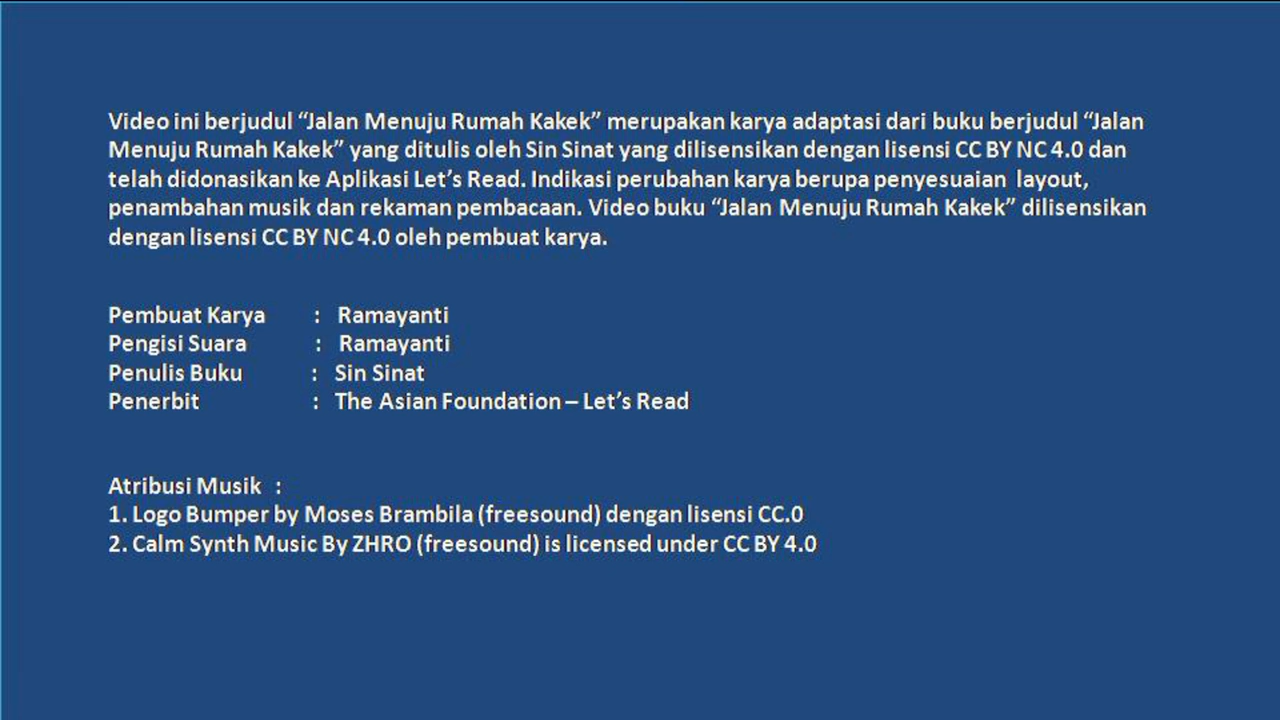 Video ini berjudul “Jalan Menuju Rumah Kakek” merupakan karya adaptasi dari buku berjudul “Jalan
Menuju Rumah Kakek” yang ditulis oleh Sin Sinat yang dilisensikan dengan lisensi CC BY NC 4.0 dan
telah didonasikan ke Aplikasi Let’s Read. Indikasi perubahan karya berupa penyesuaian layout,
penambahan musik dan rekaman pembacaan. Video buku “Jalan Menuju Rumah Kakek” dilisensikan
dengan lisensi CC BY NC 4.0 oleh pembuat karya.
Pembuat Karya : Ramayanti
Pengisi Suara : Ramayanti
Penulis Buku : Sin Sinat
Penerbit : The Asian Foundation – Let’s Read
Atribusi Musik :
1. Logo Bumper by Moses Brambila (freesound) dengan lisensi CC.0
2. Calm Synth Music By ZHRO (freesound) is licensed under CC BY 4.0